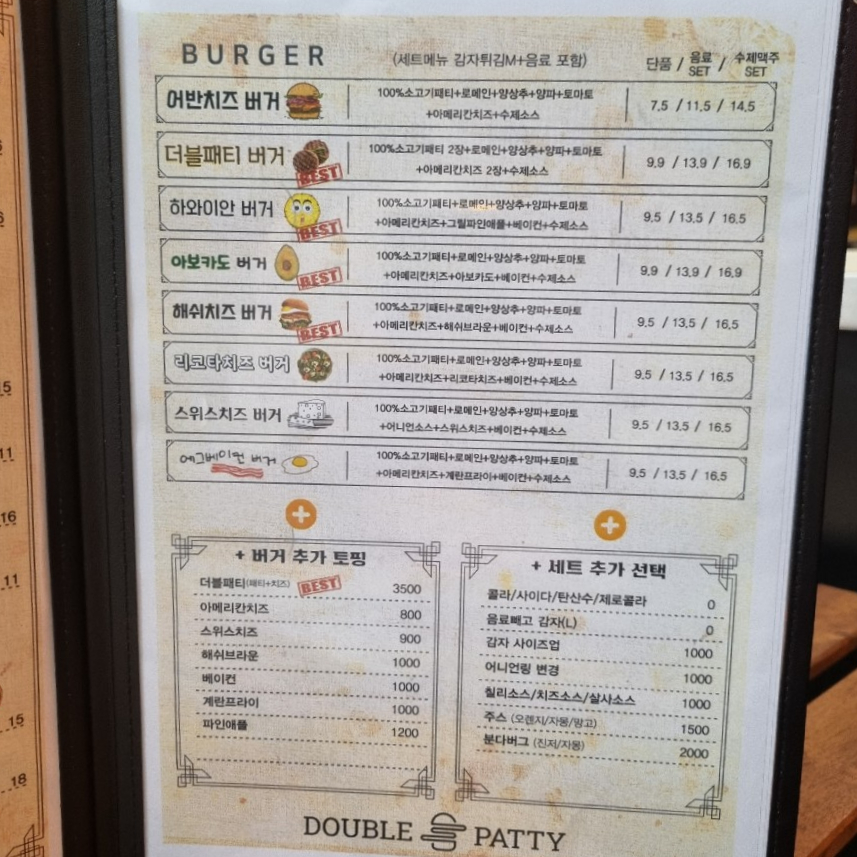 BURGER
(세트메뉴 감자튀김M+음료 포함)
단품 / 음료 SET / 수제맥주 SET
어반치즈 버거
100%소고기패티+로메인+양상추+양파+토마토
+아메리칸치즈+수제소스
7.5 / 11.5 / 14.5
더블패티 버거
BEST
100%소고기패티 2장+로메인+양상추+양파+토마토
+아메리칸치즈 2장+수제소스
9.9 / 13.9 / 16.9
하와이안 버거
BEST
100%소고기패티+로메인+양상추+양파+토마토
+아메리칸치즈+그릴파인애플+베이컨+수제소스
9.5 / 13.5 / 16.5
아보카도 버거
BEST
100%소고기패티+로메인+양상추+양파+토마토
+아메리칸치즈+아보카도+베이컨+수제소스
9.9 / 13.9 / 16.9
해쉬치즈 버거
BEST
100%소고기패티+로메인+양상추+양파+토마토
+아메리칸치즈+해쉬브라운+베이컨+수제소스
9.5 / 13.5 / 16.5
리코타치즈 버거
100%소고기패티+로메인+양상추+양파+토마토
+아메리칸치즈+리코타치즈+베이컨+수제소스
9.5 / 13.5 / 16.5
스위스치즈 버거
100%소고기패티+로메인+양상추+양파+토마토
+어니언소스+스위스치즈+베이컨+수제소스
9.5 / 13.5 / 16.5
에그베이컨 버거
100%소고기패티+로메인+양상추+양파+토마토
+아메리칸치즈+계란프라이+베이컨+수제소스
9.5 / 13.5 / 16.5
+ 버거 추가 토핑
더블패티(패티+치즈) BEST 3500
아메리칸치즈 800
스위스치즈 900
해쉬브라운 1000
베이컨 1000
계란프라이 1000
파인애플 1200
+ 세트 추가 선택
콜라/사이다/탄산수/제로콜라 0
음료빼고 감자(L) 0
감자 사이즈업 1000
어니언링 변경 1000
칠리소스/치즈소스/살사소스 1000
주스 (오렌지/자몽/망고) 1500
분다버그 (진저/자몽) 2000
DOUBLE PATTY
15
11
16
11
15
18